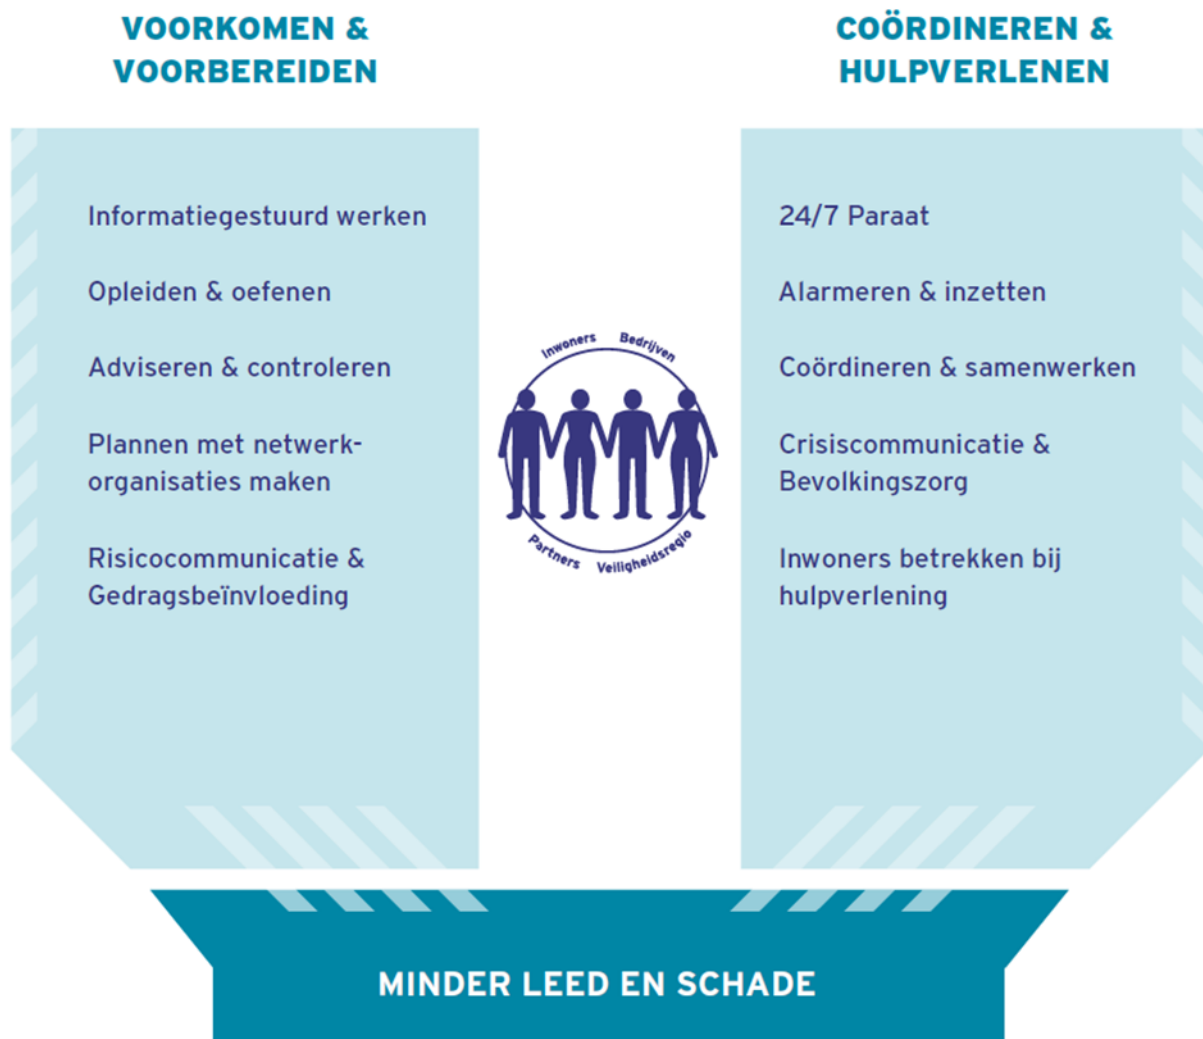 VOORKOMEN &
VOORBEREIDEN
Informatiegestuurd werken
Opleiden & oefenen
Adviseren & controleren
Plannen met netwerk-
organisaties maken
Risicocommunicatie &
Gedragsbeïnvloeding
Inwoners Bedrijven
Partners Veiligheidsregio
COÖRDINEREN &
HULPVERLENEN
24/7 Paraat
Alarmeren & inzetten
Coördineren & samenwerken
Crisiscommunicatie &
Bevolkingszorg
Inwoners betrekken bij
hulpverlening
MINDER LEED EN SCHADE